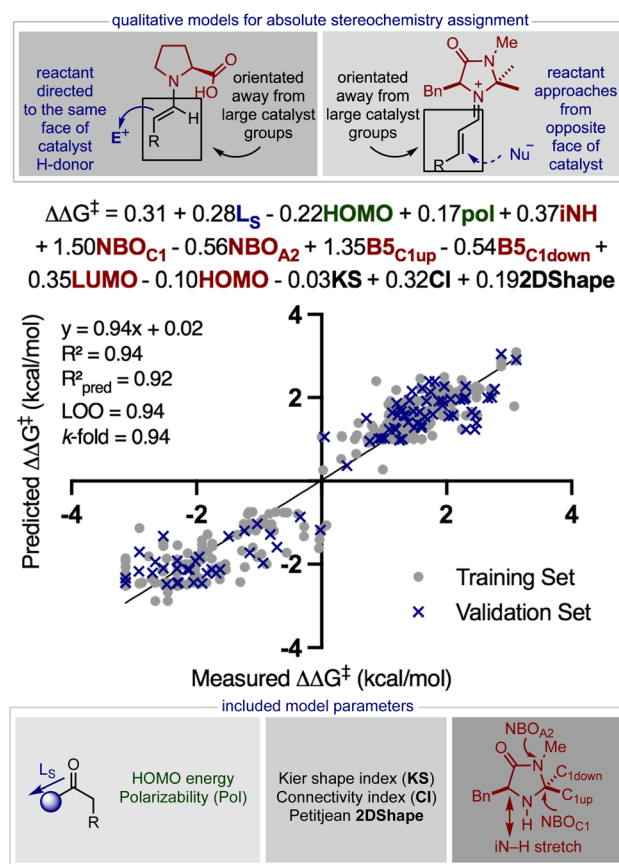 qualitative models for absolute stereochemistry assignment
reactant
directed
to the same
face of
catalyst
H-donor
E+
N
O
HO
H
R
orientated
away from
large catalyst
groups
orientated
away from
large catalyst
groups
O
Me
N
Bn
N
+
R
Nu−
reactant
approaches
from
opposite
face of
catalyst
ΔΔG‡ = 0.31 + 0.28LS - 0.22HOMO + 0.17pol + 0.37iNH
+ 1.50NBOC1 - 0.56NBOA2 + 1.35B5C1up - 0.54B5C1down +
0.35LUMO - 0.10HOMO - 0.03KS + 0.32CI + 0.192DShape
y = 0.94x + 0.02
R² = 0.94
R²pred = 0.92
LOO = 0.94
k-fold = 0.94
Predicted ΔΔG‡ (kcal/mol)
4
2
-4
-2
2
4
-2
-4
Training Set
Validation Set
Measured ΔΔG‡ (kcal/mol)
included model parameters
LS
O
R
HOMO energy
Polarizability (Pol)
Kier shape index (KS)
Connectivity index (CI)
Petitjean 2DShape
NBOA2
O
Me
N
C1down
C1up
Bn
N
H
NBOC1
iN–H stretch